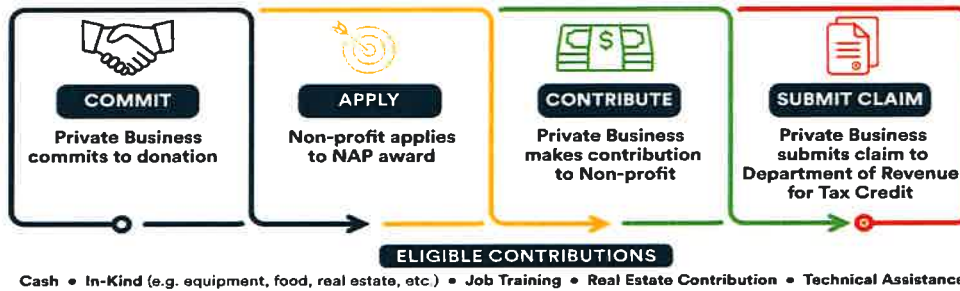 COMMIT
Private Business
commits to donation
APPLY
Non-profit applies
to NAP award
$
CONTRIBUTE
Private Business
makes contribution
to Non-profit
SUBMIT CLAIM
Private Business
submits claim to
Department of Revenue
for Tax Credit
ELIGIBLE CONTRIBUTIONS
Cash • In-Kind (e.g. equipment, food, real estate, etc.) • Job Training • Real Estate Contribution • Technical Assistance